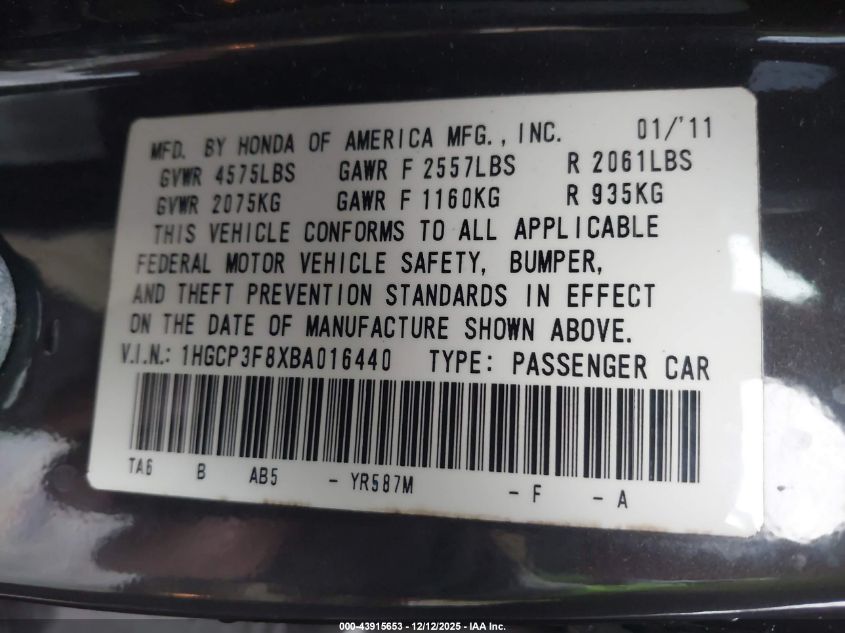 MFD. BY HONDA OF AMERICA MFG., INC. 01/'11
GVWR 4575LBS GAWR F 2557LBS R 2061LBS
GVWR 2075KG GAWR F 1160KG R 935KG
THIS VEHICLE CONFORMS TO ALL APPLICABLE
FEDERAL MOTOR VEHICLE SAFETY, BUMPER,
AND THEFT PREVENTION STANDARDS IN EFFECT
ON THE DATE OF MANUFACTURE SHOWN ABOVE.
V.I.N.: 1HGCP3F8XBA016440 TYPE: PASSENGER CAR
TA6 B AB5 - YR587M - F - A
000-43915653 - 12/12/2025 - IAA Inc.